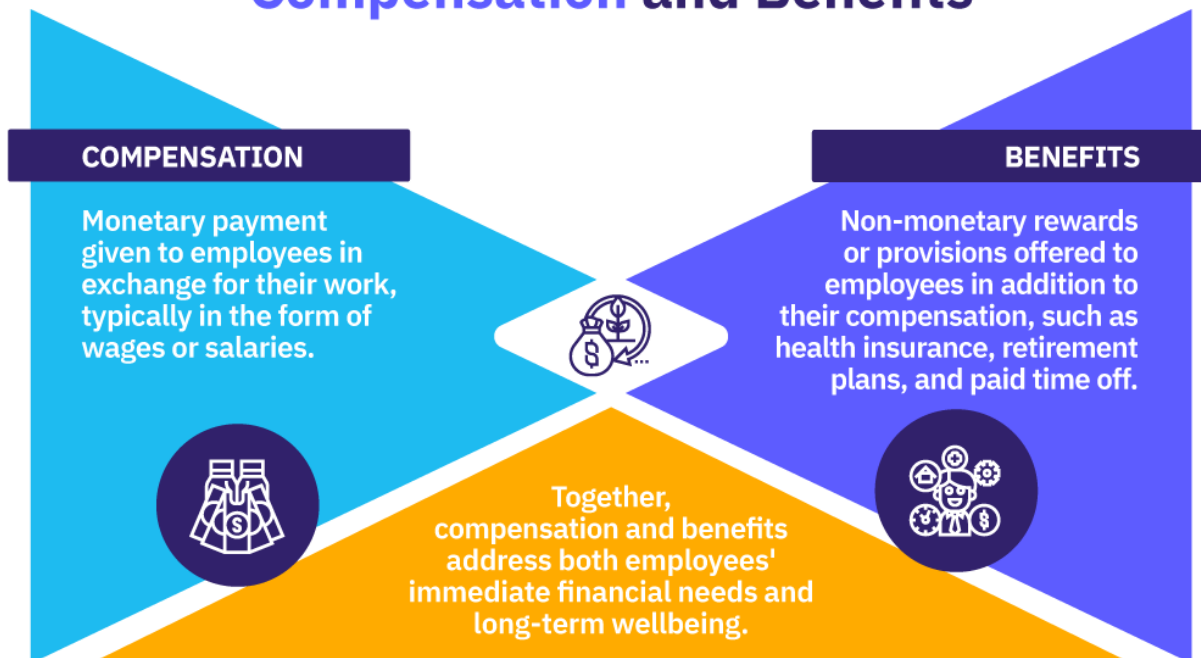 Compensation and Benefits
COMPENSATION
Monetary payment
given to employees in
exchange for their work,
typically in the form of
wages or salaries.
BENEFITS
Non-monetary rewards
or provisions offered to
employees in addition to
their compensation, such as
health insurance, retirement
plans, and paid time off.
Together,
compensation and benefits
address both employees'
immediate financial needs and
long-term wellbeing.